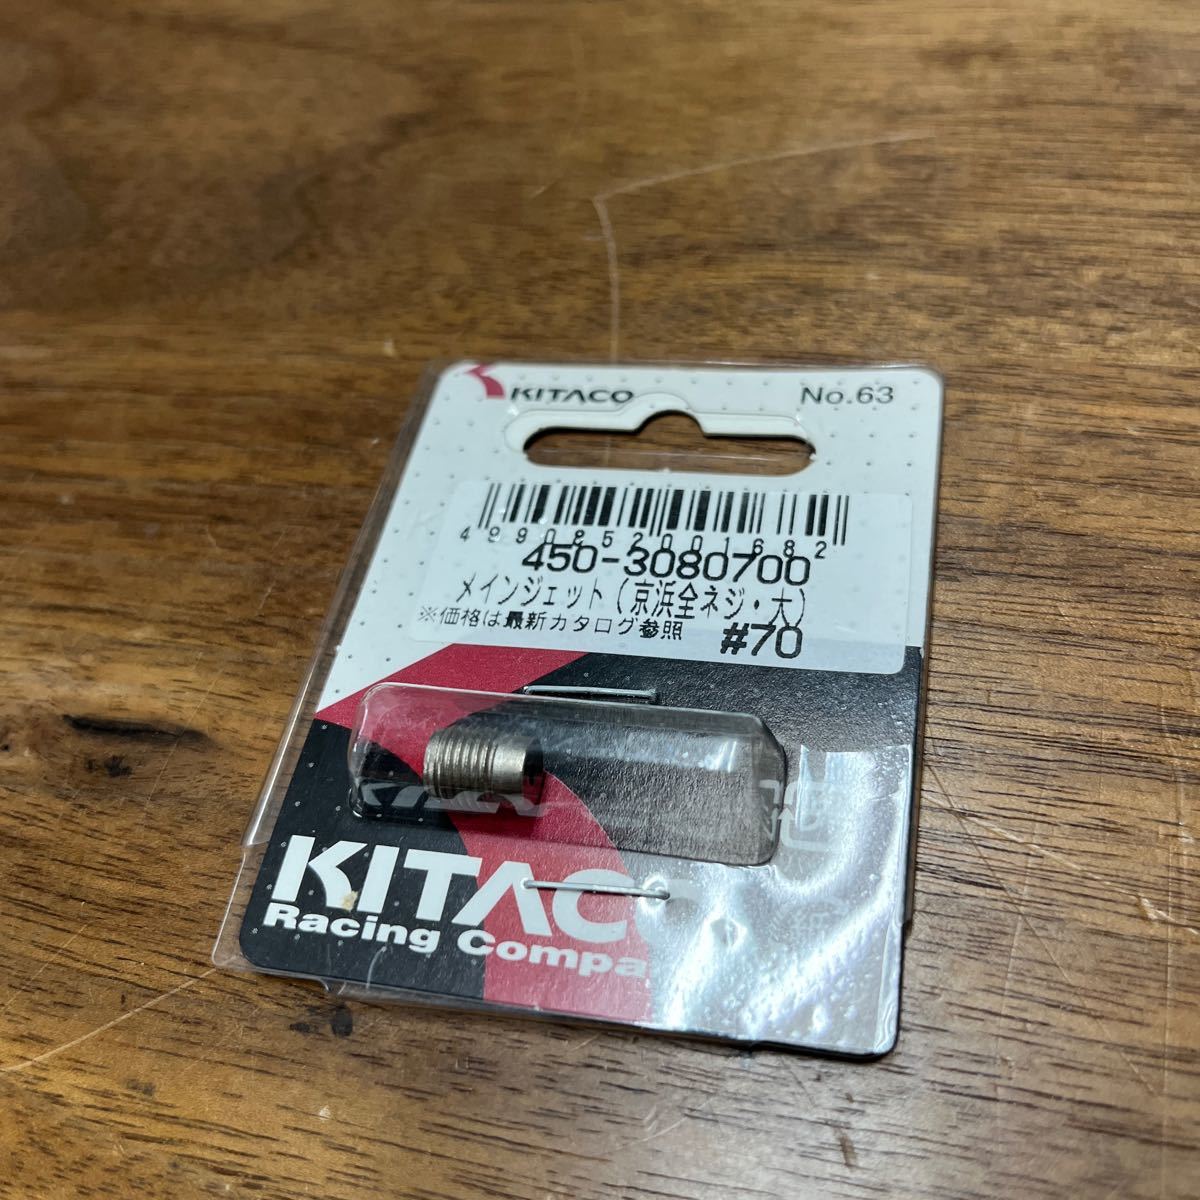 KITACO No.63
4990852001682
450-3080700
メインジェット(京浜全ネジ・大)
※価格は最新カタログ参照 #70
KITACO
Racing Compa